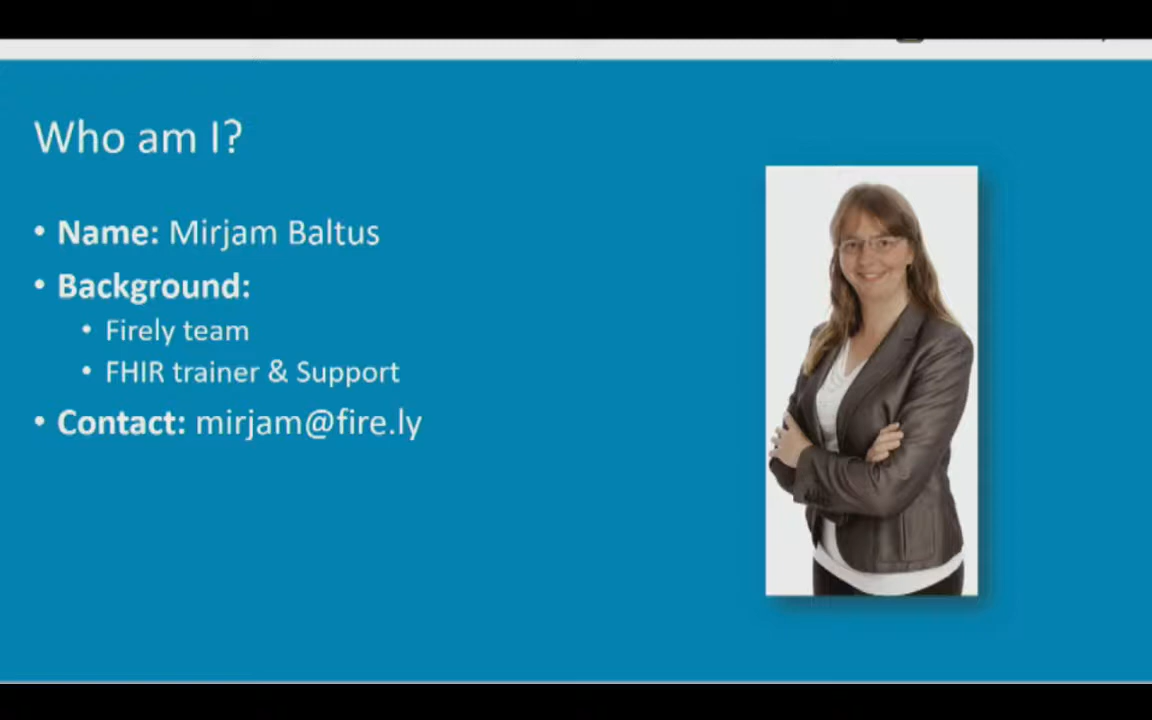 Who am I?
• Name: Mirjam Baltus
• Background:
• Firely team
• FHIR trainer & Support
• Contact: mirjam@fire.ly